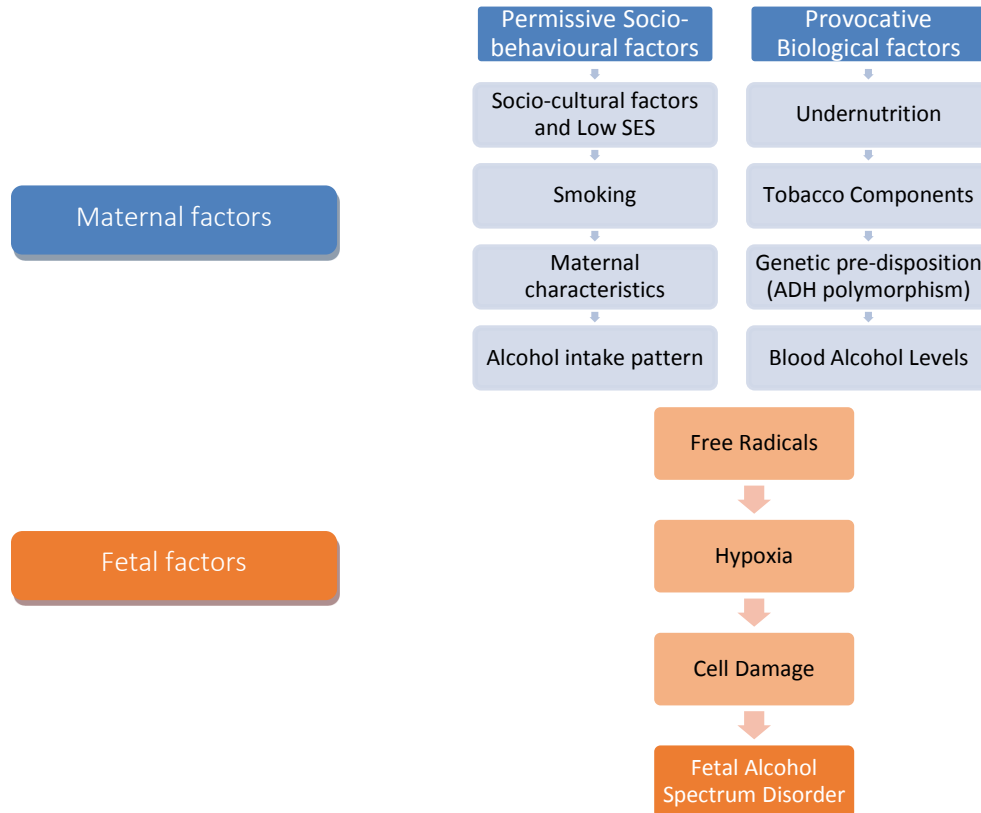 Permissive Socio-
behavioural factors
Provocative
Biological factors
Socio-cultural factors
and Low SES
Undernutrition
Maternal factors
Smoking
Tobacco Components
Maternal
characteristics
Genetic pre-disposition
(ADH polymorphism)
Alcohol intake pattern
Blood Alcohol Levels
Free Radicals
Fetal factors
Hypoxia
Cell Damage
Fetal Alcohol
Spectrum Disorder